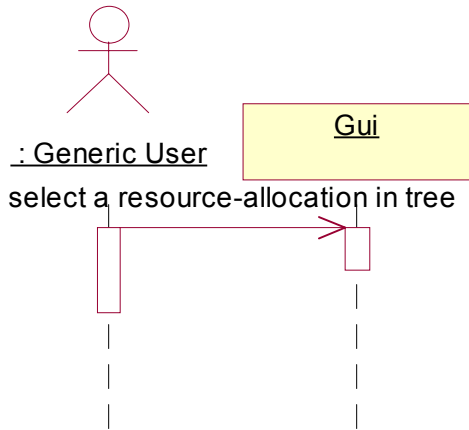 Gui
: Generic User
select a resource-allocation in tree